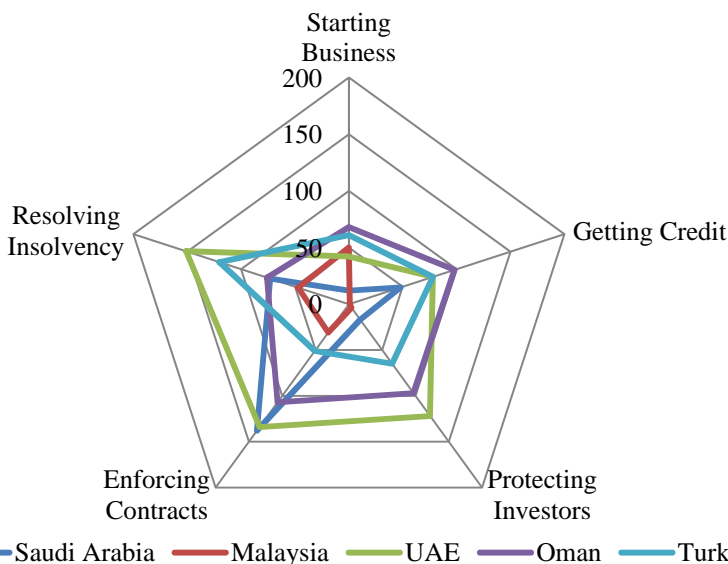 Starting
Business
200
150
100
50
0
Getting Credit
Resolving
Insolvency
Enforcing
Contracts
Protecting
Investors
Saudi Arabia
Malaysia
UAE
Oman
Turk